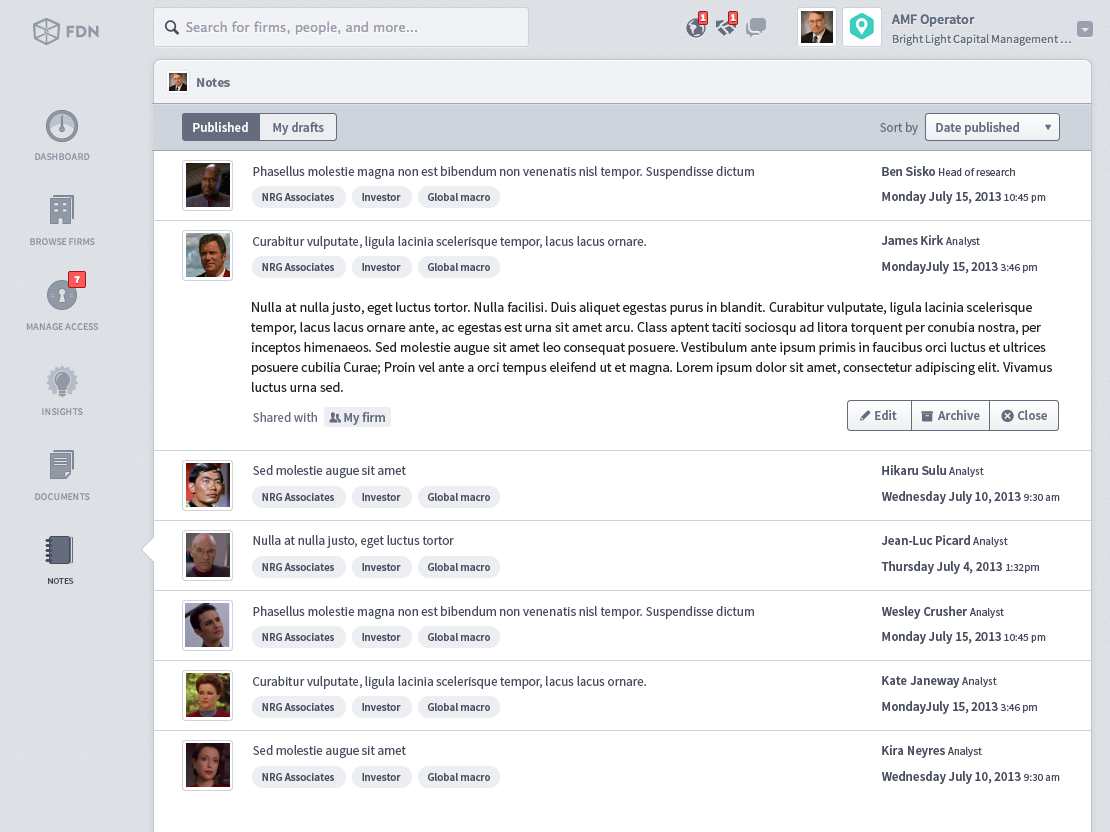 FDN
Search for firms, people, and more...
1
1
AMF Operator
Bright Light Capital Management ...
Notes
Published
My drafts
Sort by
Date published
DASHBOARD
BROWSE FIRMS
7
MANAGE ACCESS
INSIGHTS
DOCUMENTS
NOTES
Phasellus molestie magna non est bibendum non venenatis nisl tempor. Suspendisse dictum
NRG Associates
Investor
Global macro
Ben Sisko Head of research
Monday July 15, 2013 10:45 pm
Curabitur vulputate, ligula lacinia scelerisque tempor, lacus lacus ornare.
NRG Associates
Investor
Global macro
James Kirk Analyst
MondayJuly 15, 2013 3:46 pm
Nulla at nulla justo, eget luctus tortor. Nulla facilisi. Duis aliquet egestas purus in blandit. Curabitur vulputate, ligula lacinia scelerisque
tempor, lacus lacus ornare ante, ac egestas est urna sit amet arcu. Class aptent taciti sociosqu ad litora torquent per conubia nostra, per
inceptos himenaeos. Sed molestie augue sit amet leo consequat posuere. Vestibulum ante ipsum primis in faucibus orci luctus et ultrices
posuere cubilia Curae; Proin vel ante a orci tempus eleifend ut et magna. Lorem ipsum dolor sit amet, consectetur adipiscing elit. Vivamus
luctus urna sed.
Shared with
My firm
Edit
Archive
Close
Sed molestie augue sit amet
NRG Associates
Investor
Global macro
Hikaru Sulu Analyst
Wednesday July 10, 2013 9:30 am
Nulla at nulla justo, eget luctus tortor
NRG Associates
Investor
Global macro
Jean-Luc Picard Analyst
Thursday July 4, 2013 1:32pm
Phasellus molestie magna non est bibendum non venenatis nisl tempor. Suspendisse dictum
NRG Associates
Investor
Global macro
Wesley Crusher Analyst
Monday July 15, 2013 10:45 pm
Curabitur vulputate, ligula lacinia scelerisque tempor, lacus lacus ornare.
NRG Associates
Investor
Global macro
Kate Janeway Analyst
MondayJuly 15, 2013 3:46 pm
Sed molestie augue sit amet
NRG Associates
Investor
Global macro
Kira Neyres Analyst
Wednesday July 10, 2013 9:30 am